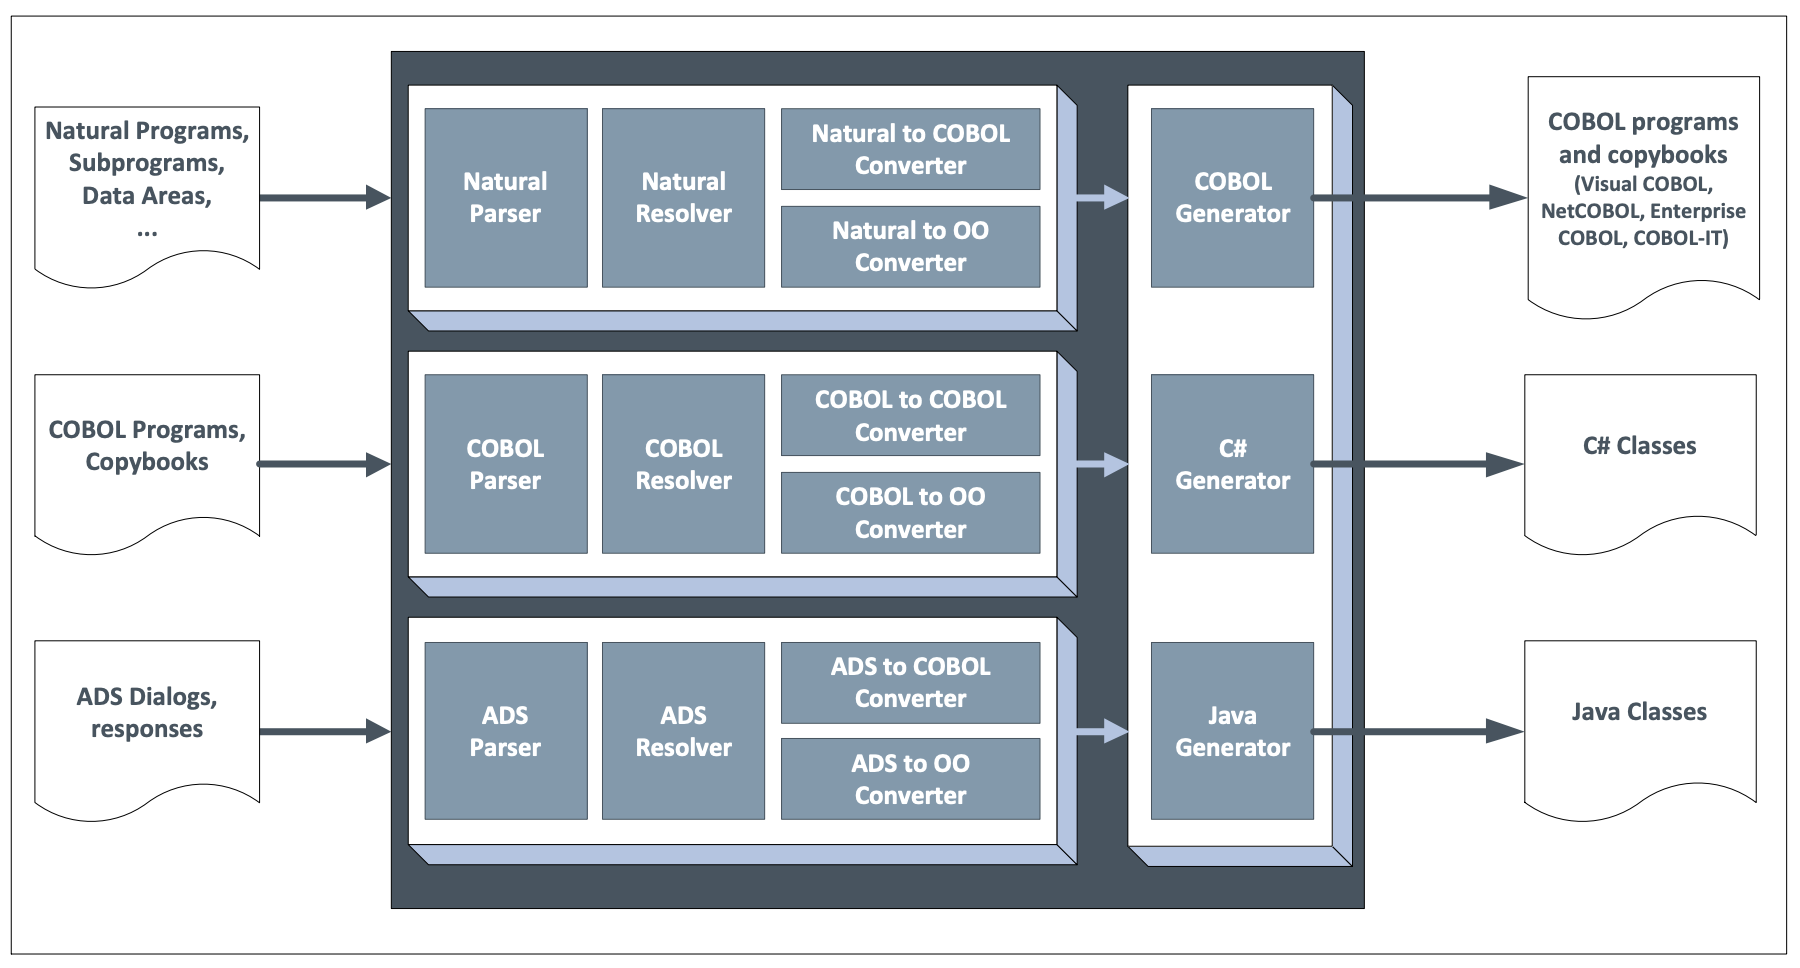 Natural Programs,
Subprograms,
Data Areas,
...
Natural
Parser
Natural
Resolver
Natural to COBOL
Converter
Natural to OO
Converter
COBOL
Generator
COBOL programs
and copybooks
(Visual COBOL,
NetCOBOL, Enterprise
COBOL, COBOL-IT)
COBOL Programs,
Copybooks
COBOL
Parser
COBOL
Resolver
COBOL to COBOL
Converter
COBOL to OO
Converter
C#
Generator
C# Classes
ADS Dialogs,
responses
ADS
Parser
ADS
Resolver
ADS to COBOL
Converter
ADS to OO
Converter
Java
Generator
Java Classes